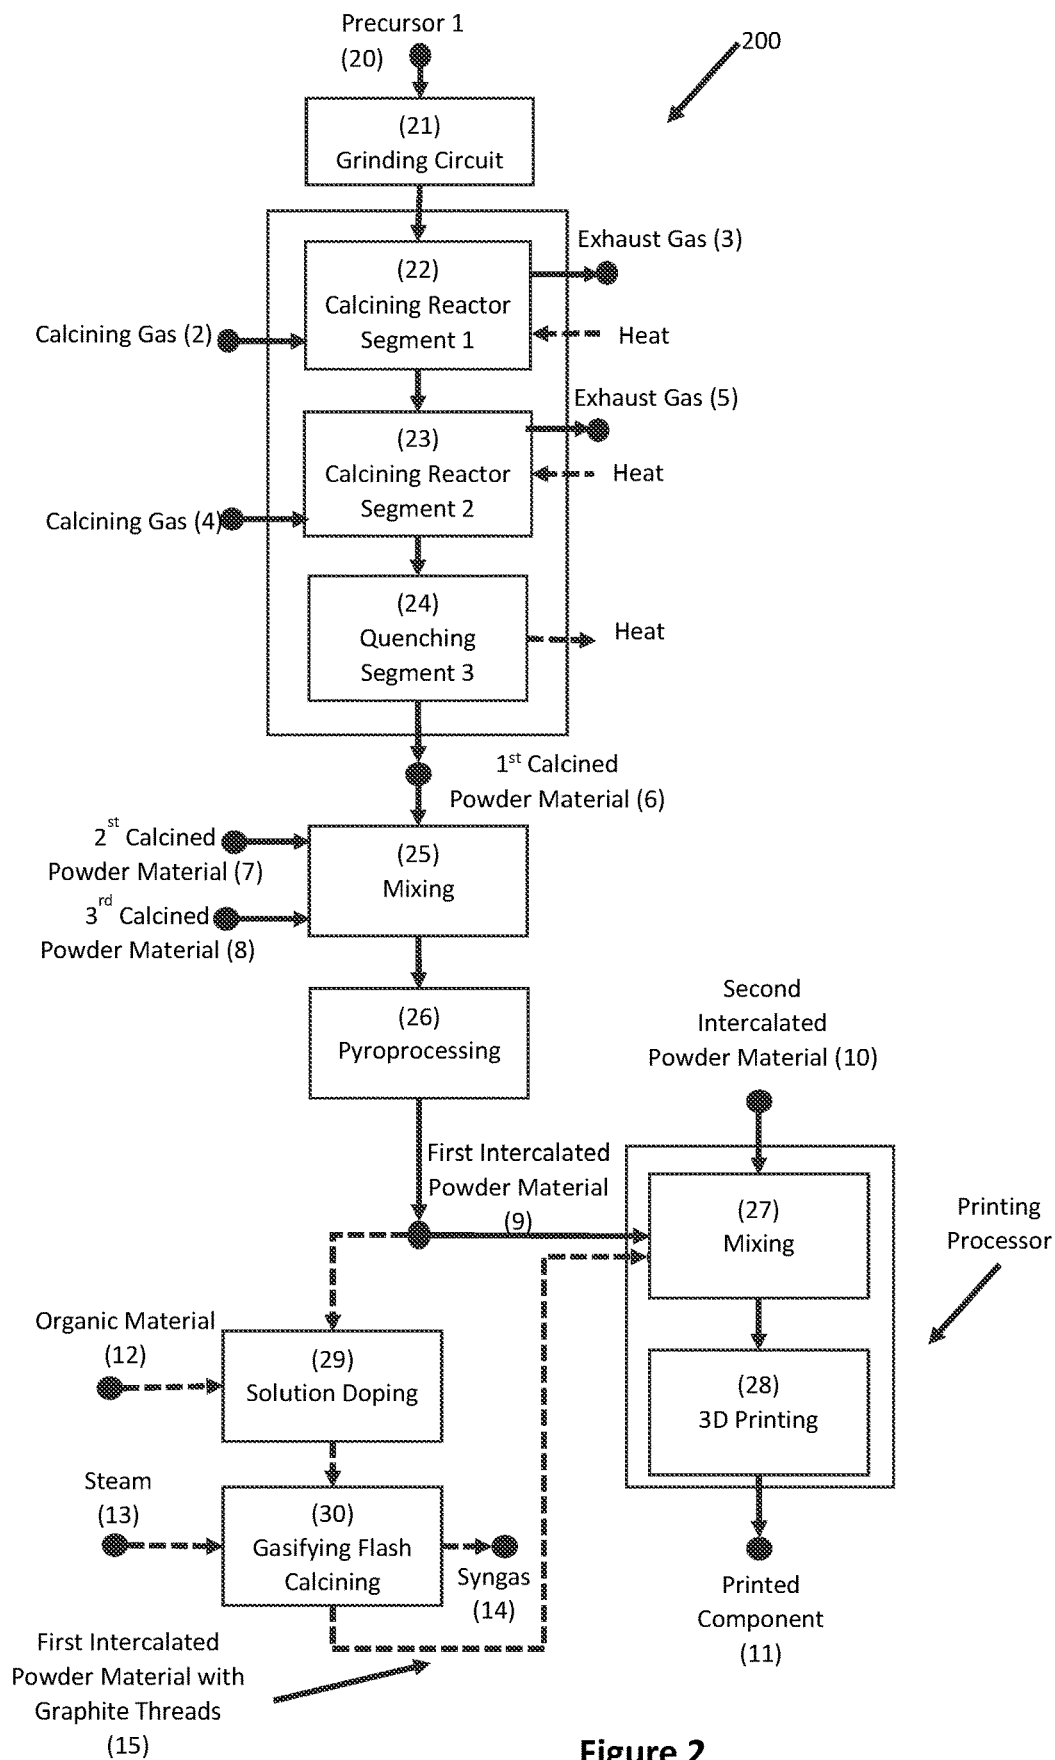 Precursor 1
(20)
200
(21)
Grinding Circuit
Exhaust Gas (3)
(22)
Calcining Reactor
Segment 1
Calcining Gas (2)
Heat
Exhaust Gas (5)
(23)
Calcining Reactor
Segment 2
Heat
Calcining Gas (4)
(24)
Quenching
Segment 3
Heat
1st Calcined
Powder Material (6)
2st Calcined
Powder Material (7)
3rd Calcined
Powder Material (8)
(25)
Mixing
(26)
Pyroprocessing
Second
Intercalated
Powder Material (10)
First Intercalated
Powder Material
(9)
(27)
Mixing
Printing
Processor
(28)
3D Printing
Organic Material
(12)
(29)
Solution Doping
Steam
(13)
(30)
Gasifying Flash
Calcining
Syngas
(14)
Printed
Component
(11)
First Intercalated
Powder Material with
Graphite Threads
(15)
Figure 2